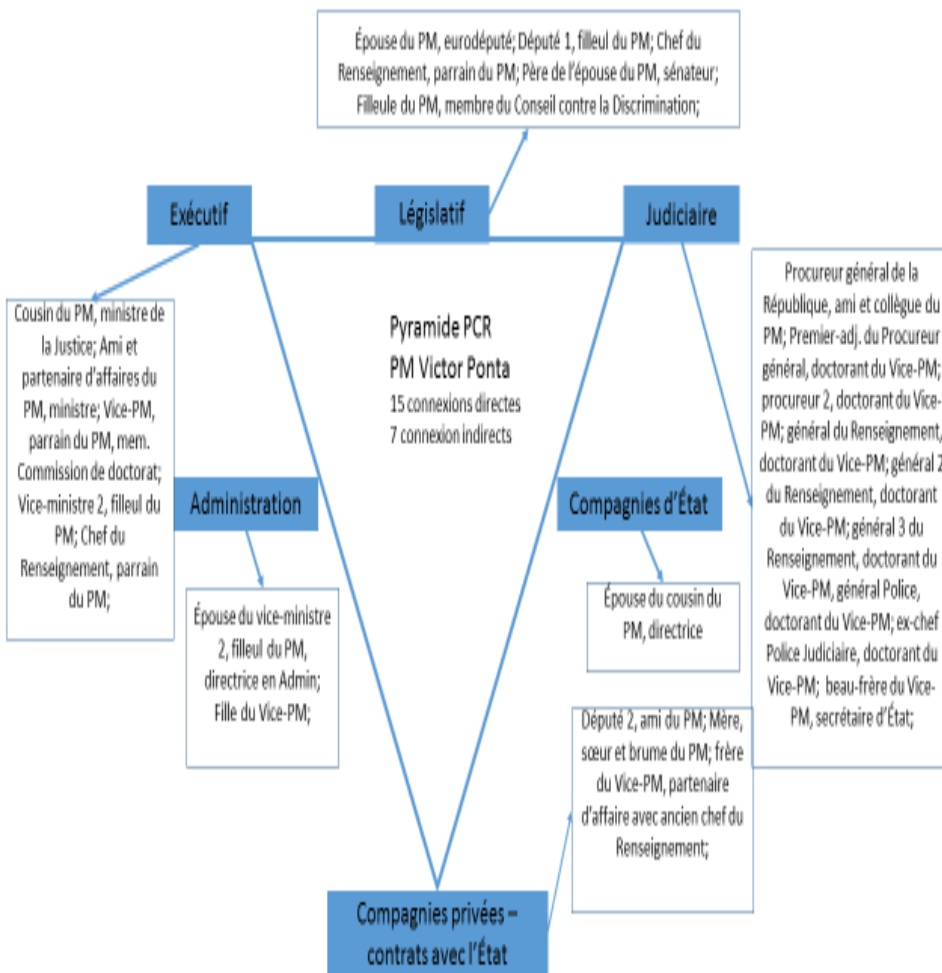 Épouse du PM, eurodéputé; Député 1, filleul du PM; Chef du
Renseignement, parrain du PM; Père de l'épouse du PM, sénateur;
Filleule du PM, membre du Conseil contre la Discrimination;
Exécutif
Législatif
Judiciaire
Cousin du PM, ministre de
la Justice; Ami et
partenaire d'affaires du
PM, ministre; Vice-PM,
parrain du PM, mem.
Commission de doctorat;
Vice-ministre 2, filleul du
PM; Chef du
Renseignement, parrain
du PM;
Pyramide PCR
PM Victor Ponta
15 connexions directes
7 connexion indirects
Procureur général de la
République, ami et collègue du
PM; Premier-adj. du Procureur
général, doctorant du Vice-PM;
procureur 2, doctorant du Vice-
PM; général du Renseignement,
doctorant du Vice-PM; général 2
du Renseignement, doctorant
du Vice-PM; général 3 du
Renseignement, doctorant du
Vice-PM, général Police,
doctorant du Vice-PM; ex-chef
Police Judiciaire, doctorant du
Vice-PM; beau-frère du Vice-
PM, secrétaire d'État;
Administration
Compagnies d'État
Épouse du vice-ministre
2, filleul du PM,
directrice en Admin;
Fille du Vice-PM;
Épouse du cousin du
PM, directrice
Député 2, ami du PM; Mère,
sœur et brume du PM; frère
du Vice-PM, partenaire
d'affaire avec ancien chef du
Renseignement;
Compagnies privées –
contrats avec l'État